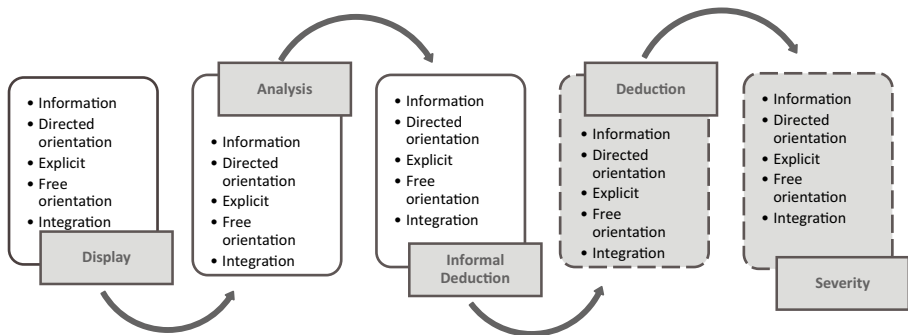 • Information
• Directed
orientation
• Explicit
• Free
orientation
• Integration
Display
Analysis
• Information
• Directed
orientation
• Explicit
• Free
orientation
• Integration
• Information
• Directed
orientation
• Explicit
• Free
orientation
• Integration
Informal
Deduction
Deduction
• Information
• Directed
orientation
• Explicit
• Free
orientation
• Integration
• Information
• Directed
orientation
• Explicit
• Free
orientation
• Integration
Severity